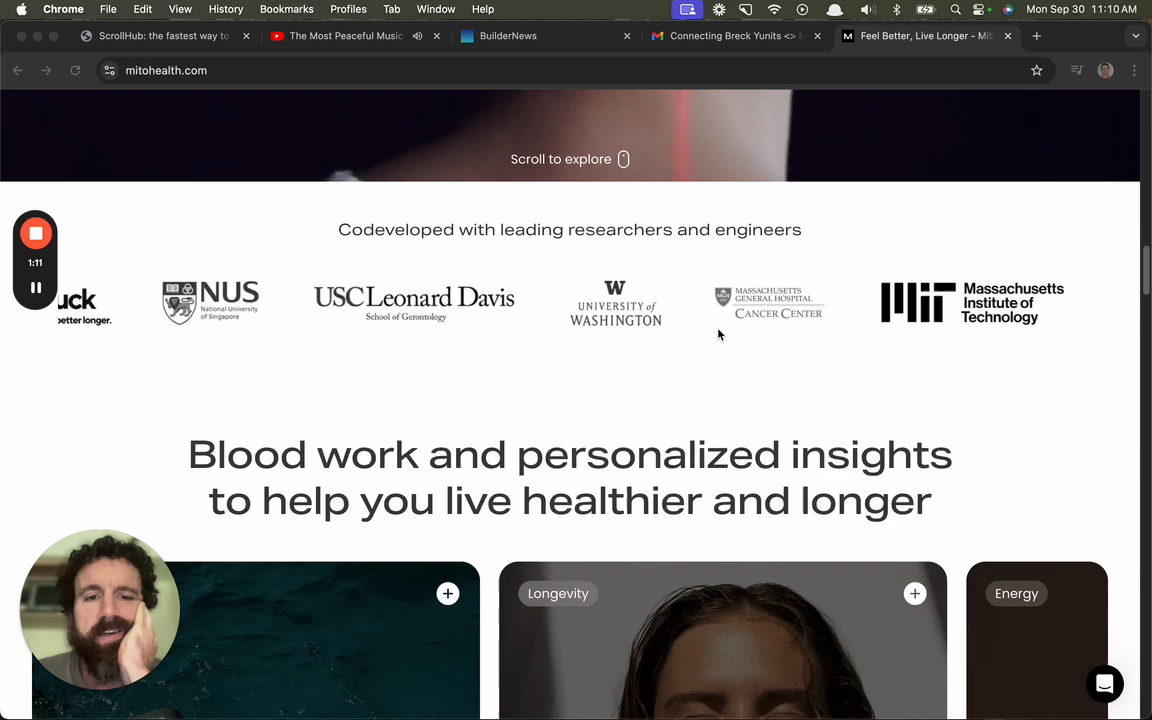 Chrome File Edit View History Bookmarks Profiles Tab Window Help Mon Sep 30 11:10 AM
ScrollHub: the fastest way to The Most Peaceful Music BuilderNews Connecting Breck Yunits <> Feel Better, Live Longer - Mit
mitohealth.com
Scroll to explore
Codeveloped with leading researchers and engineers
1:11
uck
better longer.
NUS
National University
of Singapore
USC Leonard Davis
School of Gerontology
W
UNIVERSITY of
WASHINGTON
MGH
MASSACHUSETTS
GENERAL HOSPITAL
CANCER CENTER
MIT
Massachusetts
Institute of
Technology
Blood work and personalized insights
to help you live healthier and longer
Longevity
Energy